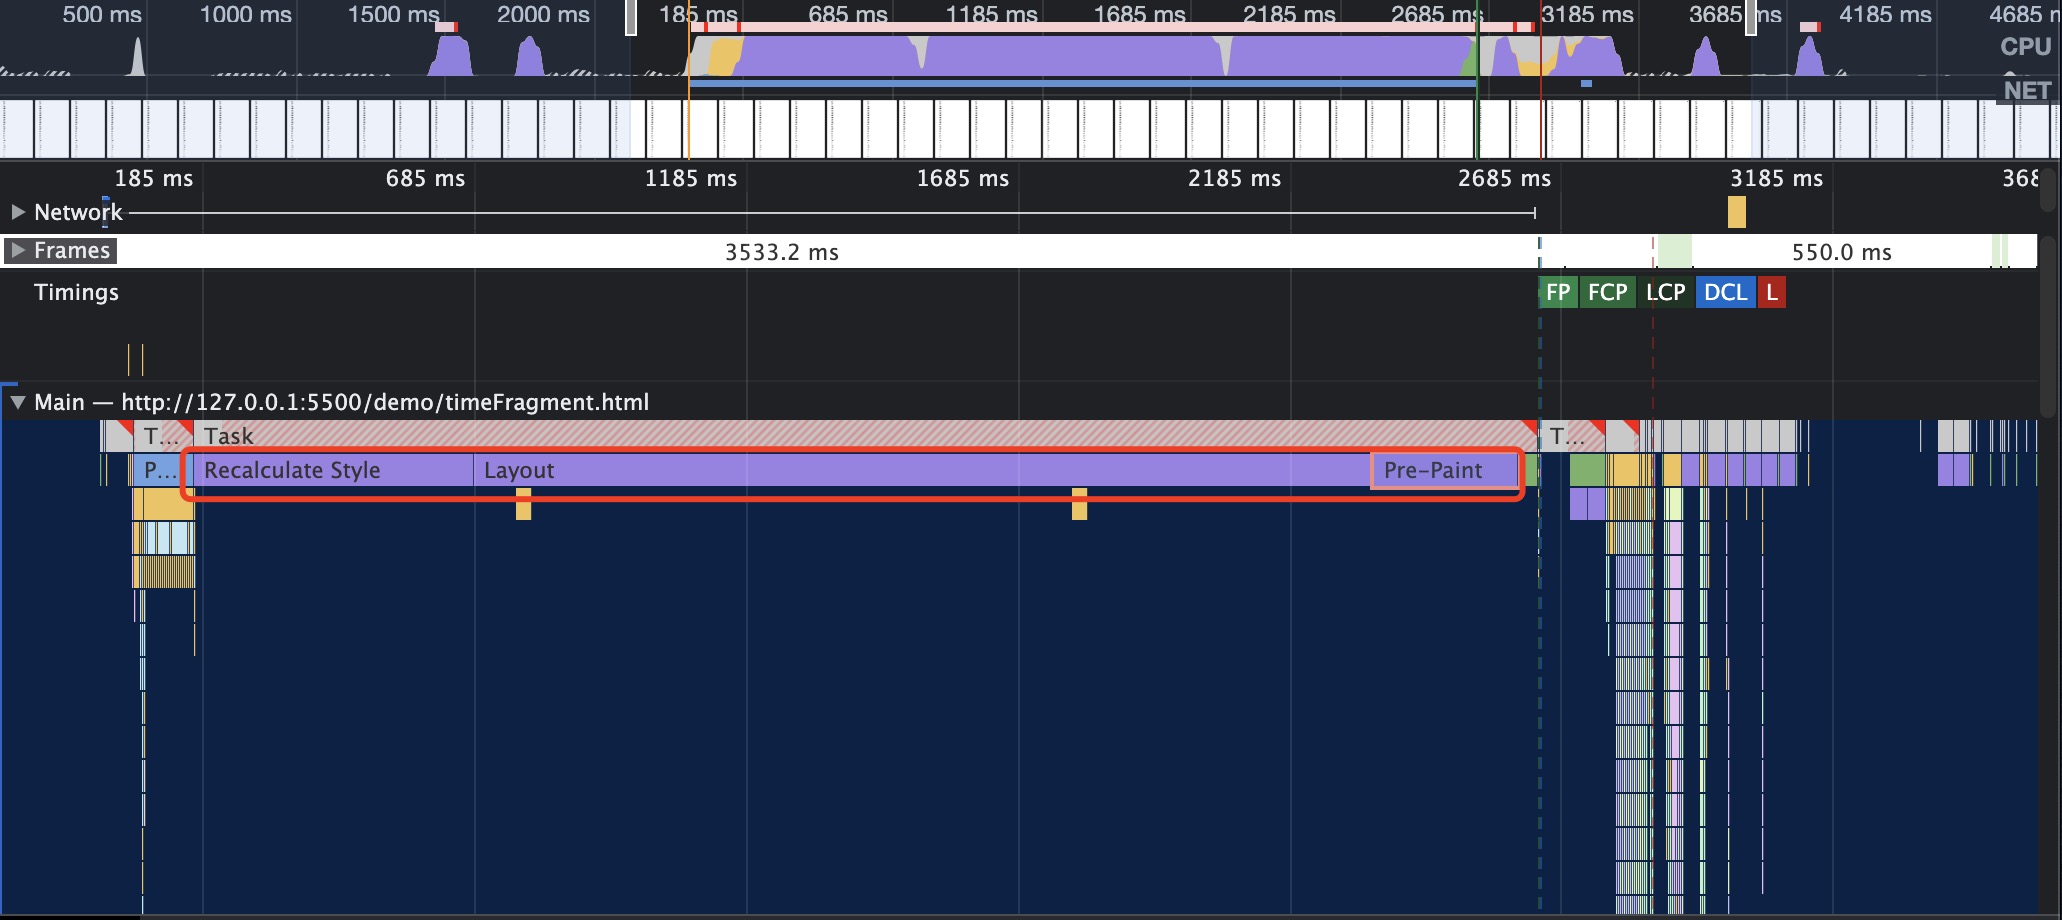 500 ms 1000 ms 1500 ms 2000 ms 185 ms 685 ms 1185 ms 1685 ms 2185 ms 2685 ms 3185 ms 3685 ms 4185 ms 4685 m
CPU
NET
185 ms 685 ms 1185 ms 1685 ms 2185 ms 2685 ms 3185 ms 368
Network
Frames 3533.2 ms 550.0 ms
Timings FP FCP LCP DCL L
Main — http://127.0.0.1:5500/demo/timeFragment.html
T... Task T...
P... Recalculate Style Layout Pre-Paint